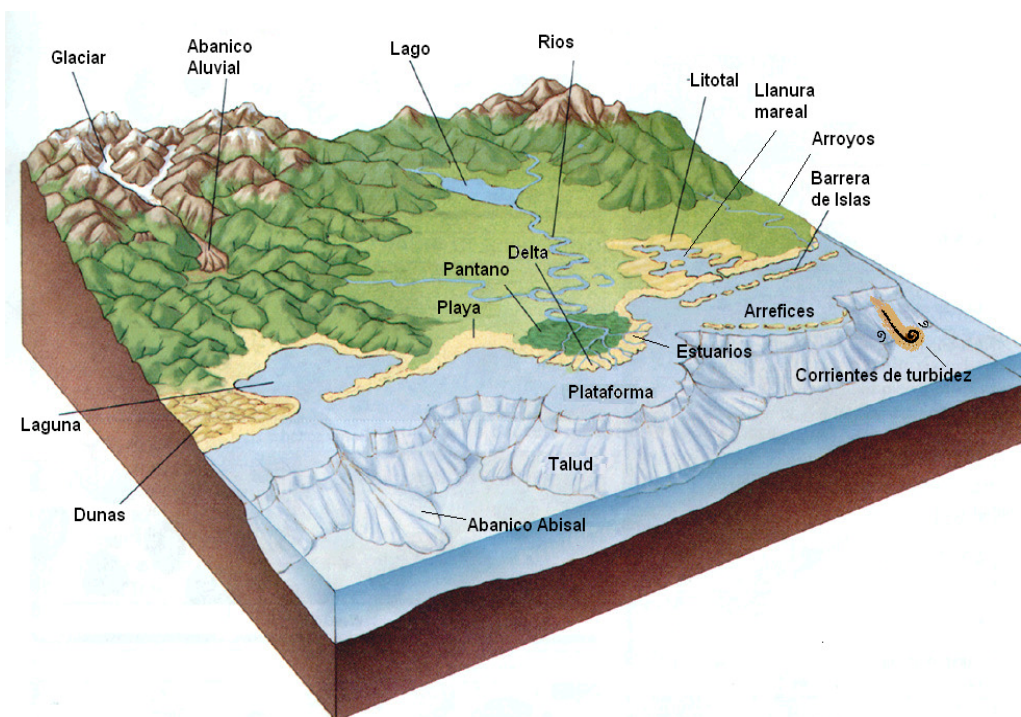 Glaciar
Abanico
Aluvial
Lago
Rios
Litotal
Llanura
mareal
Arroyos
Barrera
de Islas
Delta
Pantano
Playa
Arrefices
Estuarios
Corrientes de turbidez
Plataforma
Laguna
Talud
Dunas
Abanico Abisal